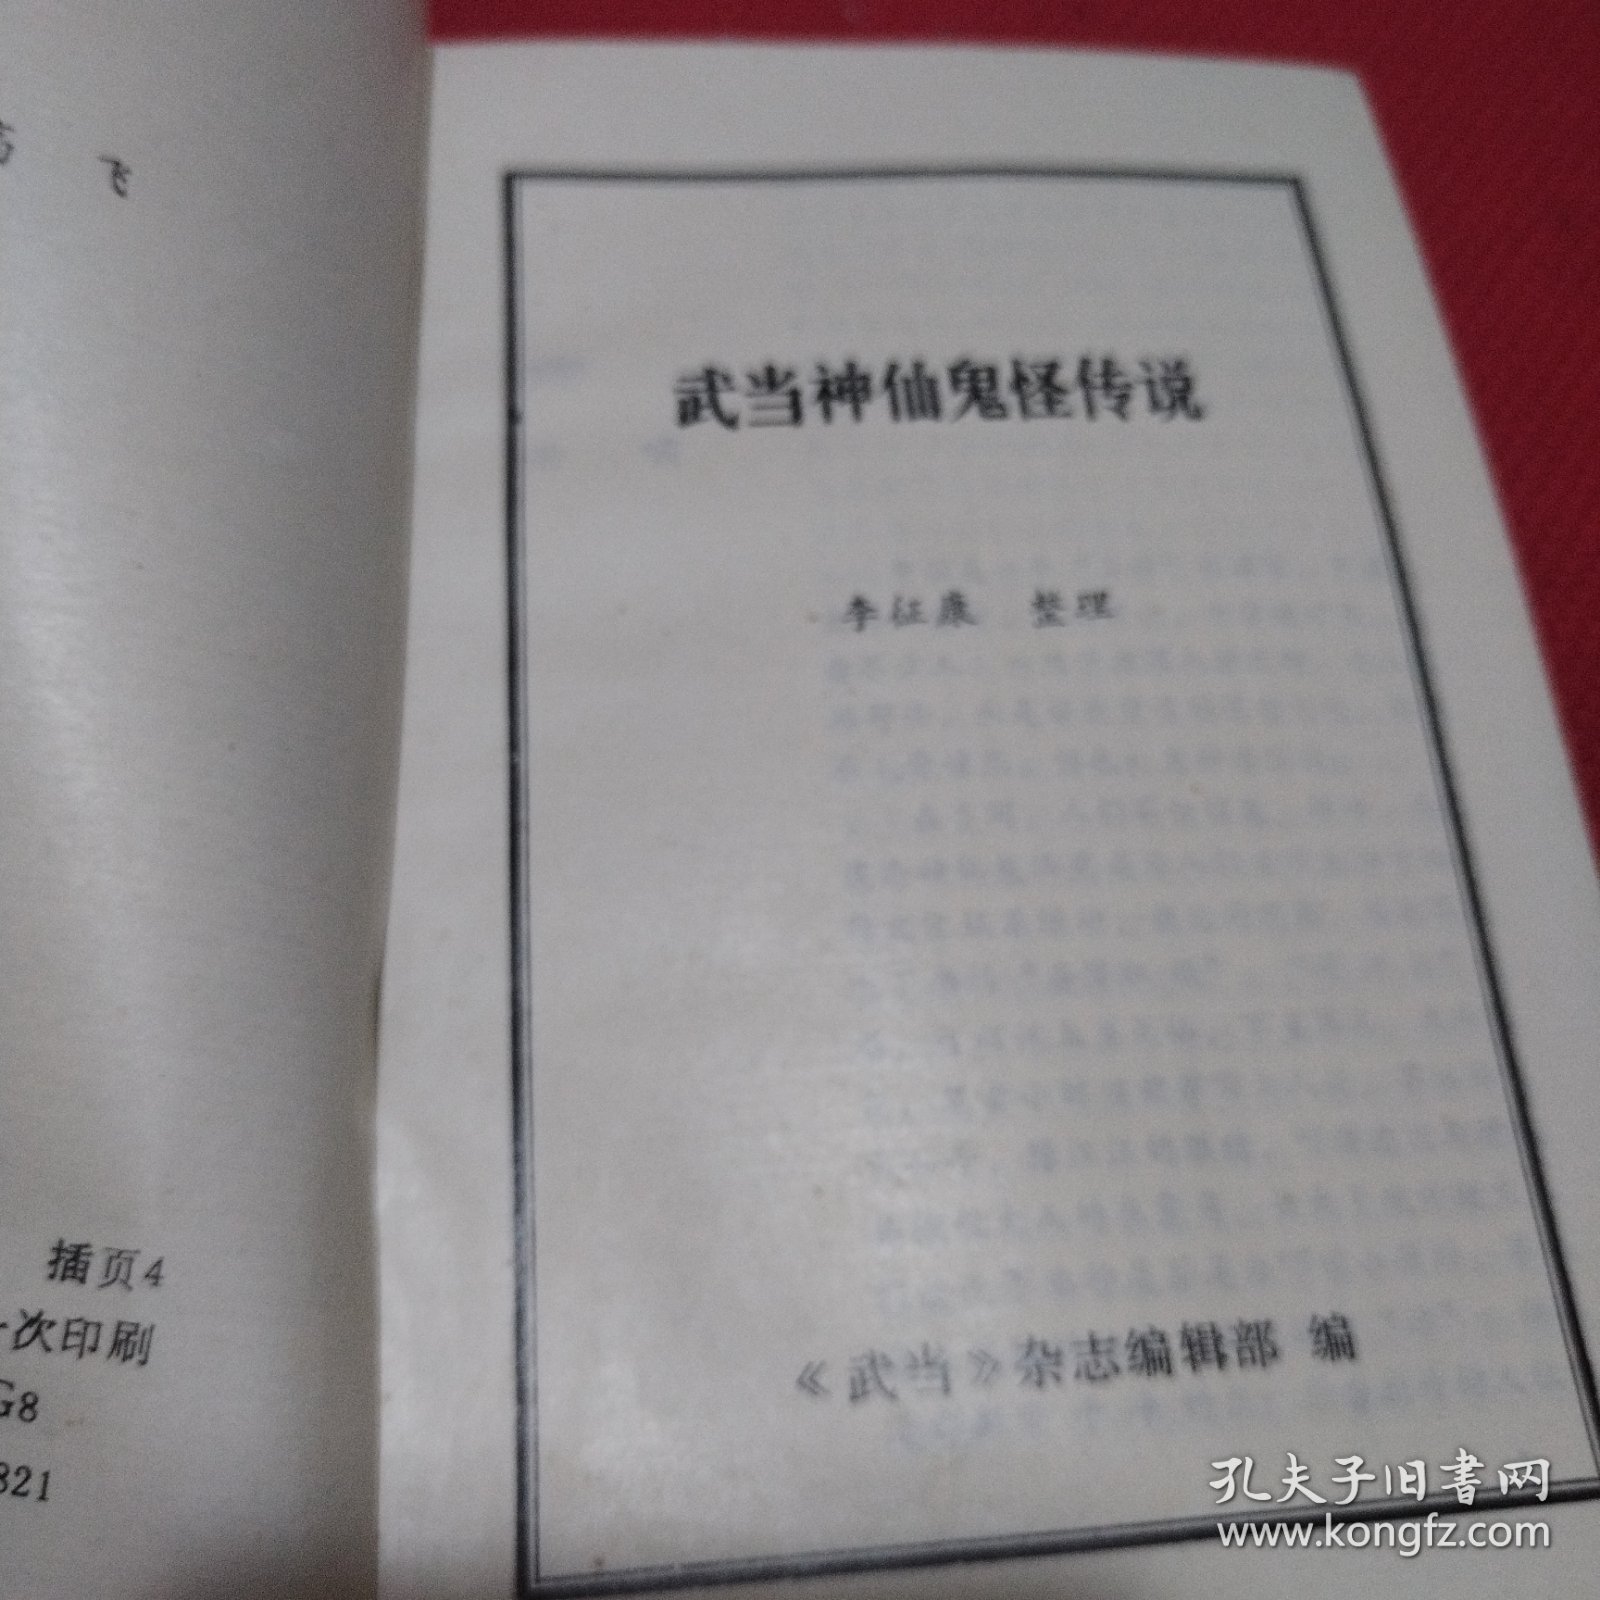 飞
插页4
次印刷
G8
821
武当神仙鬼怪传说
李征康 整理
《武当》杂志编辑部 编
孔夫子旧書网
www.kongfz.com